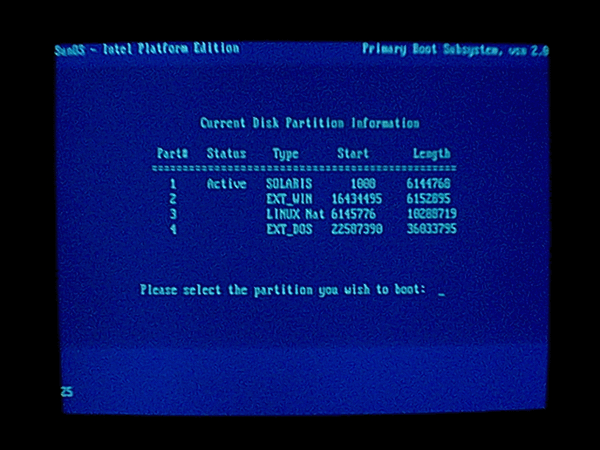 SunOS - Intel Platform Edition Primary Boot Subsystem, vsn 2.0
Current Disk Partition Information
Part# Status Type Start Length
================================================
1 Active SOLARIS 1008 6144768
2 EXT_WIN 16434495 6152895
3 LINUX Nat 6145776 10288719
4 EXT_DOS 22587390 36033795
Please select the partition you wish to boot: _
25